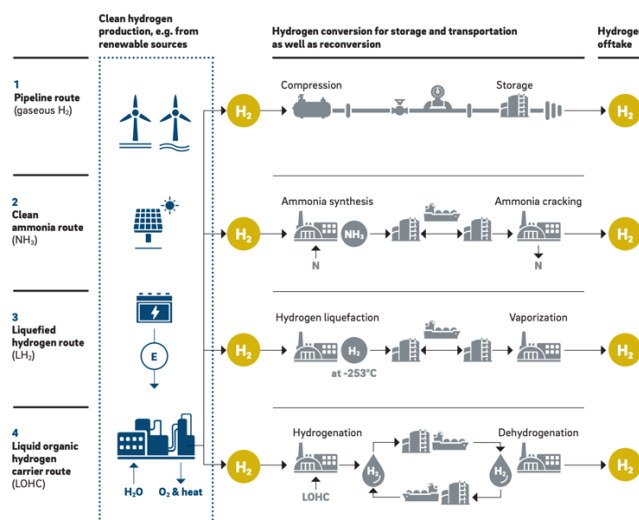 Clean hydrogen
production, e.g. from
renewable sources
Hydrogen conversion for storage and transportation
as well as reconversion
Hydrogen
offtake
1
Pipeline route
(gaseous H₂)
H₂
Compression
Storage
H₂
2
Clean
ammonia route
(NH₃)
H₂
Ammonia synthesis
NH₃
N
Ammonia cracking
N
H₂
3
Liquefied
hydrogen route
(LH₂)
E
H₂
Hydrogen liquefaction
H₂
at -253°C
Vaporization
H₂
4
Liquid organic
hydrogen
carrier route
(LOHC)
H₂O
O₂ & heat
H₂
Hydrogenation
LOHC
H₂
H₂
Dehydrogenation
H₂